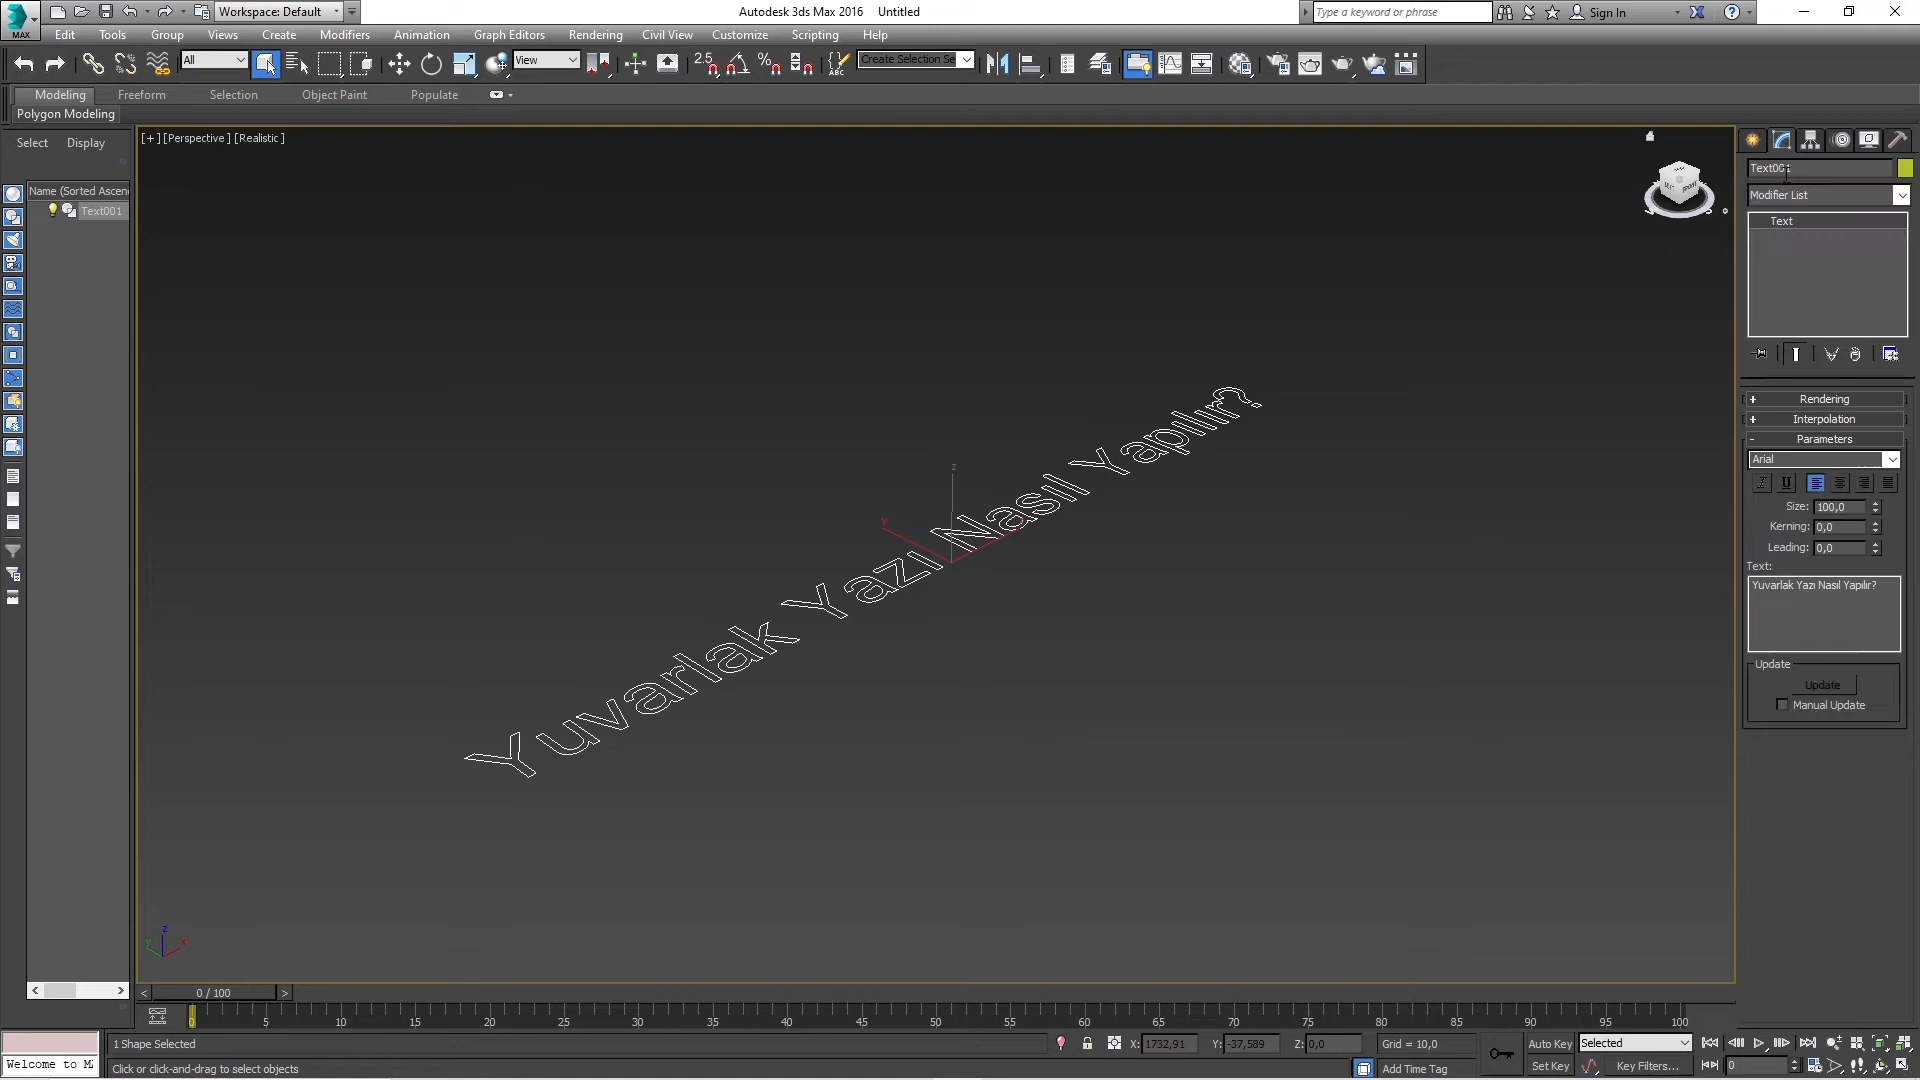 Workspace: Default
Autodesk 3ds Max 2016 Untitled
Type a keyword or phrase
Sign In
MAX
Edit Tools Group Views Create Modifiers Animation Graph Editors Rendering Civil View Customize Scripting Help
All
View
2.5
%
ABC
Create Selection Se
Modeling Freeform Selection Object Paint Populate
Polygon Modeling
Select Display
Name (Sorted Ascen
Text001
[+] [Perspective] [Realistic]
Yuvarlak Yazı Nasıl Yapılır?
z
y
z
y
x
Text001
Modifier List
Text
+ Rendering
+ Interpolation
- Parameters
Arial
I U
Size: 100,0
Kerning: 0,0
Leading: 0,0
Text:
Yuvarlak Yazı Nasıl Yapılır?
Update
Update
Manual Update
< 0 / 100 >
0 5 10 15 20 25 30 35 40 45 50 55 60 65 70 75 80 85 90 95 100
1 Shape Selected
X: 1732,91 Y: -37,589 Z: 0,0 Grid = 10,0
Auto Key Selected
Welcome to M
Click or click-and-drag to select objects
Add Time Tag
Set Key Key Filters...
0